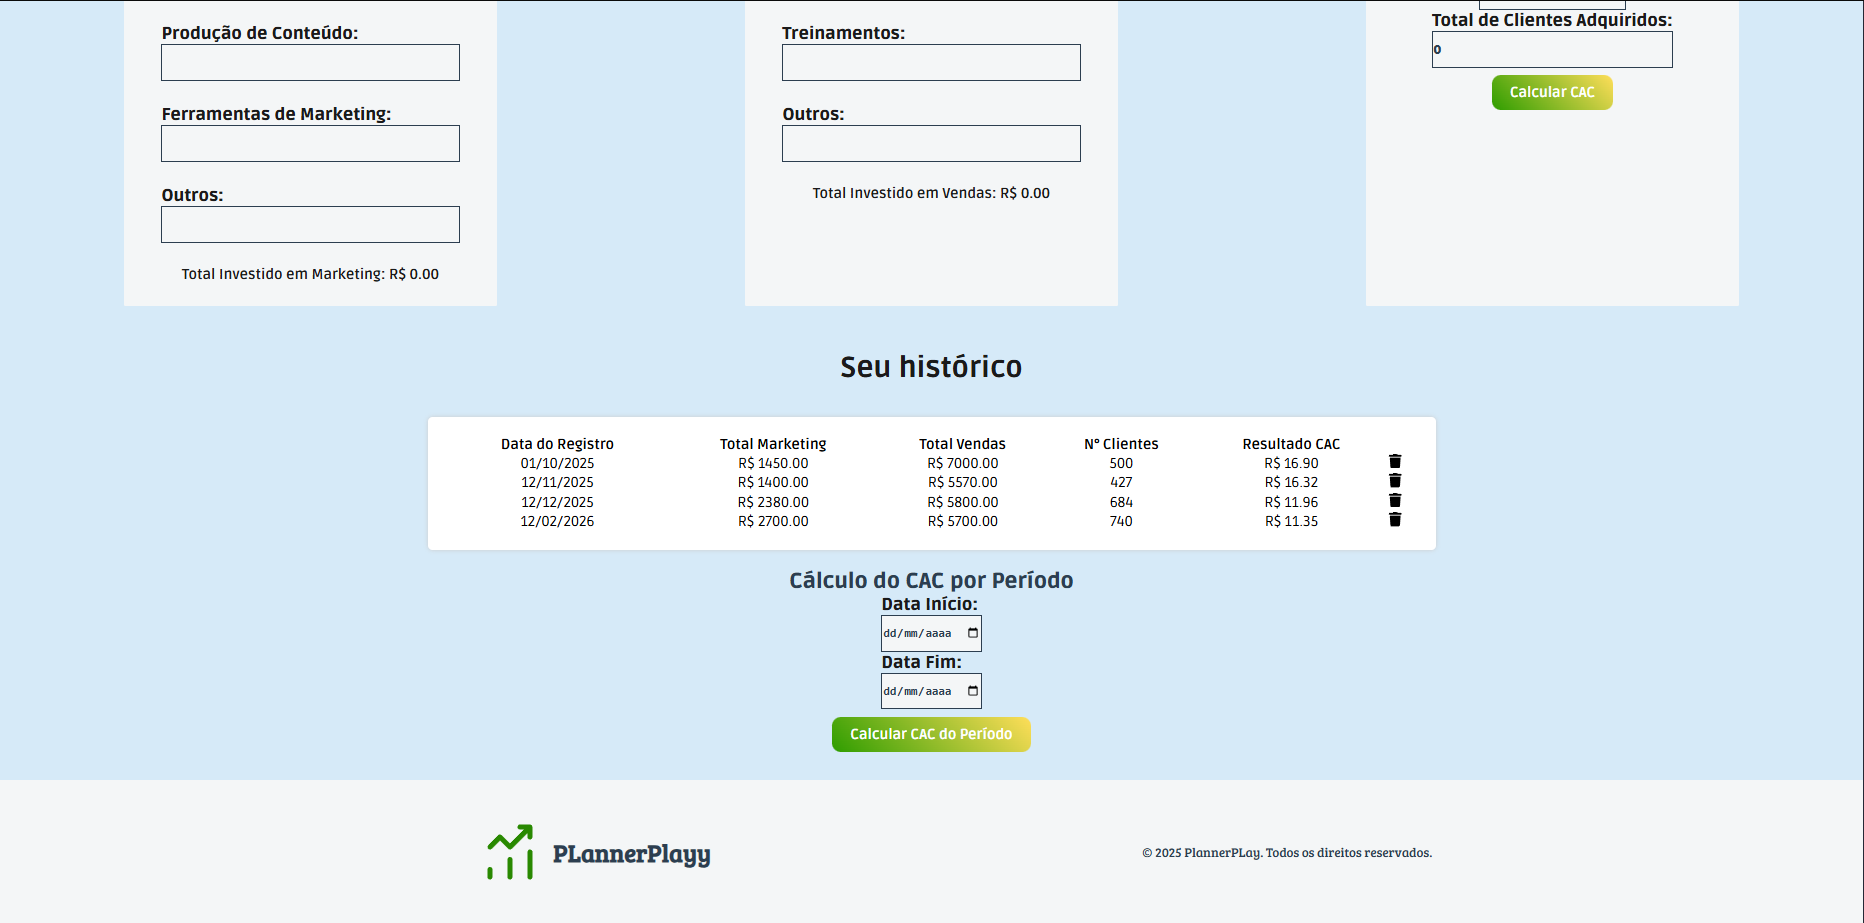 Produção de Conteúdo:
Ferramentas de Marketing:
Outros:
Total Investido em Marketing: R$ 0.00
Treinamentos:
Outros:
Total Investido em Vendas: R$ 0.00
Total de Clientes Adquiridos:
0
Calcular CAC
Seu histórico
Data do Registro Total Marketing Total Vendas Nº Clientes Resultado CAC
01/10/2025 R$ 1450.00 R$ 7000.00 500 R$ 16.90
12/11/2025 R$ 1400.00 R$ 5570.00 427 R$ 16.32
12/12/2025 R$ 2380.00 R$ 5800.00 684 R$ 11.96
12/02/2026 R$ 2700.00 R$ 5700.00 740 R$ 11.35
Cálculo do CAC por Período
Data Início:
dd/mm/aaaa
Data Fim:
dd/mm/aaaa
Calcular CAC do Período
PLannerPlayy
© 2025 PLannerPLay. Todos os direitos reservados.